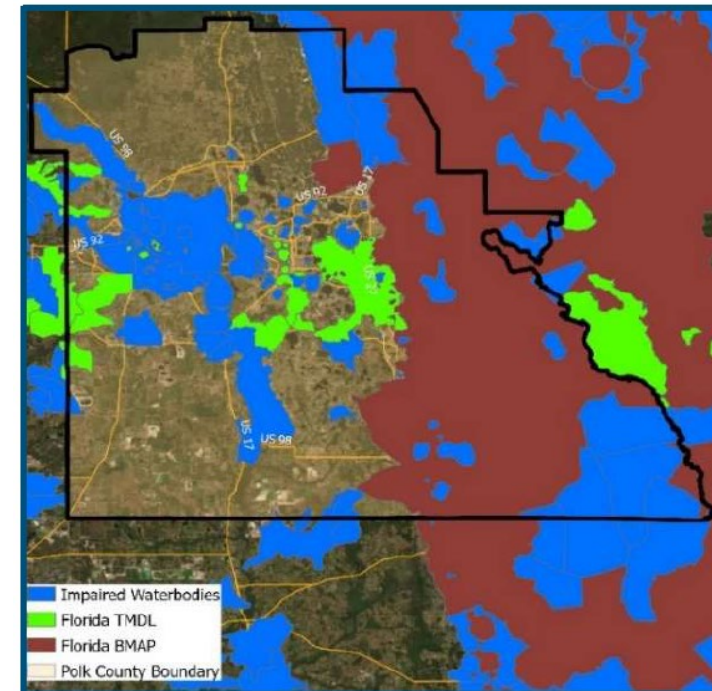 US 98
US 92
US 17
US 92
US 27
US 17
US 98
Impaired Waterbodies
Florida TMDL
Florida BMAP
Polk County Boundary